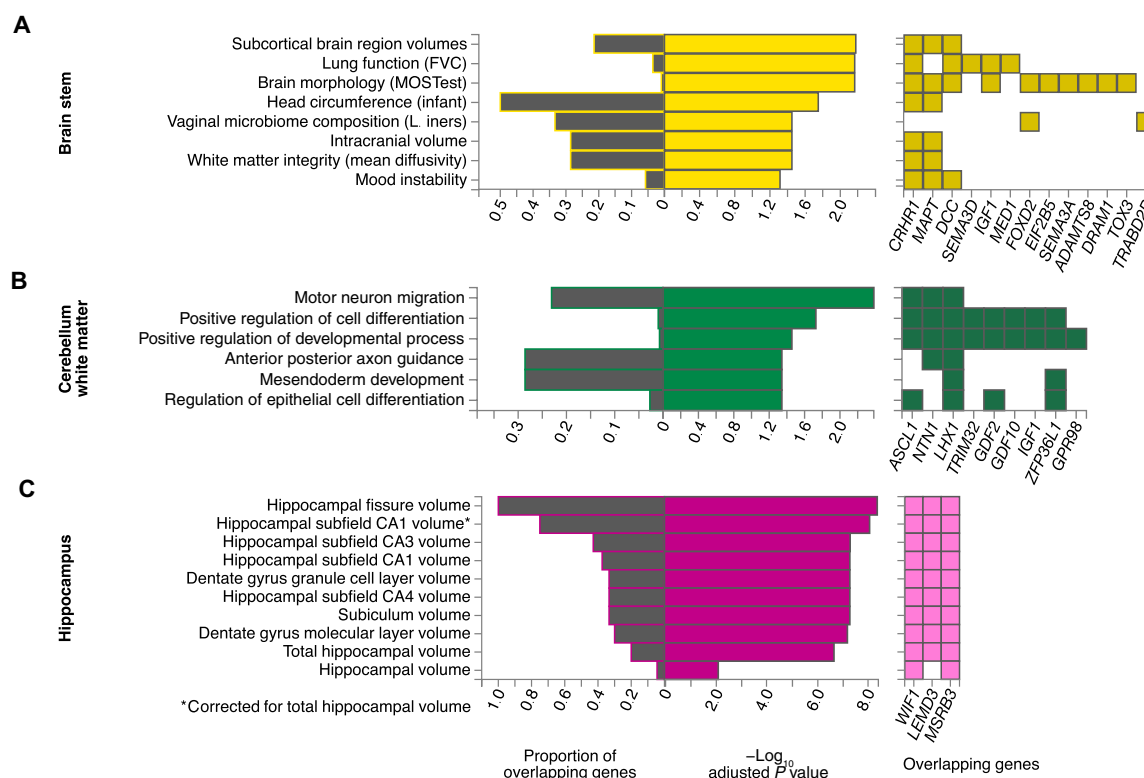 A
Brain stem
Subcortical brain region volumes
Lung function (FVC)
Brain morphology (MOSTest)
Head circumference (infant)
Vaginal microbiome composition (L. iners)
Intracranial volume
White matter integrity (mean diffusivity)
Mood instability
0.5 0.4 0.3 0.2 0.1 0 0.4 0.8 1.2 1.6 2.0
CRHR1 MAPT DCC SEMA3D IGF1 MED1 FOXD2 EIF2B5 SEMA3A ADAMTS8 DRAM1 TOX3
B
Cerebellum
white matter
Motor neuron migration
Positive regulation of cell differentiation
Positive regulation of developmental process
Anterior posterior axon guidance
Mesendoderm development
Regulation of epithelial cell differentiation
0.3 0.2 0.1 0 0.4 0.8 1.2 1.6 2.0
ASCL1 NTN1 LHX1 TRIM32 GDF2 GDF10 IGF1 ZFP36L1 GPR98
C
Hippocampus
Hippocampal fissure volume
Hippocampal subfield CA1 volume*
Hippocampal subfield CA3 volume
Hippocampal subfield CA1 volume
Dentate gyrus granule cell layer volume
Hippocampal subfield CA4 volume
Subiculum volume
Dentate gyrus molecular layer volume
Total hippocampal volume
Hippocampal volume
1.0 0.8 0.6 0.4 0.2 0 2.0 4.0 6.0 8.0
WIF1 LEMD3 MSRB3
*Corrected for total hippocampal volume
Proportion of
overlapping genes
−Log10
adjusted P value
Overlapping genes